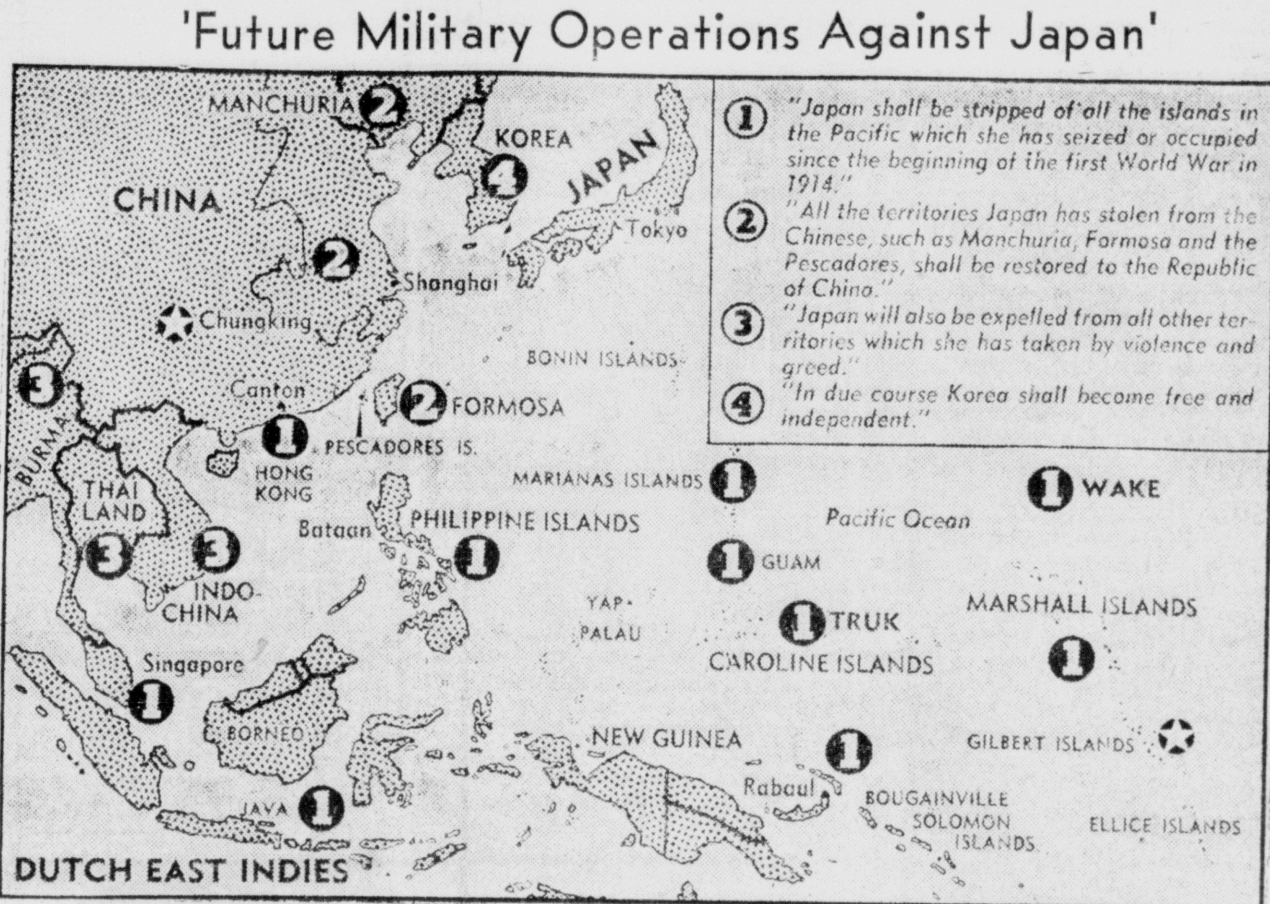 'Future Military Operations Against Japan'
MANCHURIA 2
KOREA
4
JAPAN
CHINA
Tokyo
2
Shanghai
Chungking
BONIN ISLANDS
3
Canton
2 FORMOSA
1
PESCADORES IS.
HONG
KONG
BURMA
THAI
LAND
3
3
INDO-
CHINA
Bataan
PHILIPPINE ISLANDS
1
MARIANAS ISLANDS 1
1 WAKE
Pacific Ocean
1 GUAM
YAP
PALAU
1 TRUK
CAROLINE ISLANDS
MARSHALL ISLANDS
1
Singapore
1
BORNEO
NEW GUINEA
1
GILBERT ISLANDS
Rabaul
JAVA 1
BOUGAINVILLE
SOLOMON
ISLANDS
ELLICE ISLANDS
DUTCH EAST INDIES
1 "Japan shall be stripped of all the islands in
the Pacific which she has seized or occupied
since the beginning of the first World War in
1914."
2 "All the territories Japan has stolen from the
Chinese, such as Manchuria, Formosa and the
Pescadores, shall be restored to the Republic
of China."
3 "Japan will also be expelled from all other ter-
ritories which she has taken by violence and
greed."
4 "In due course Korea shall become free and
independent."